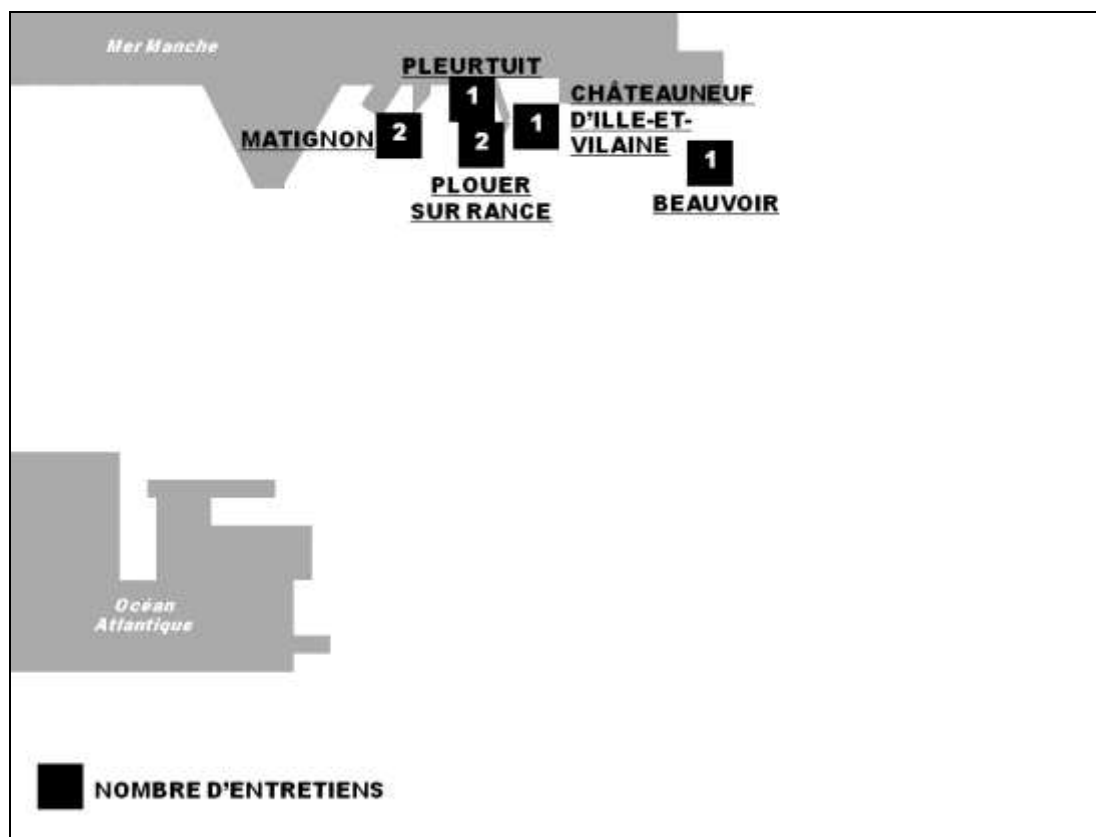 Mer Manche
PLEURTUIT
1
CHÂTEAUNEUF
D'ILLE-ET-
VILAINE
1
MATIGNON
2
2
1
PLOUER
SUR RANCE
BEAUVOIR
Océan
Atlantique
NOMBRE D'ENTRETIENS